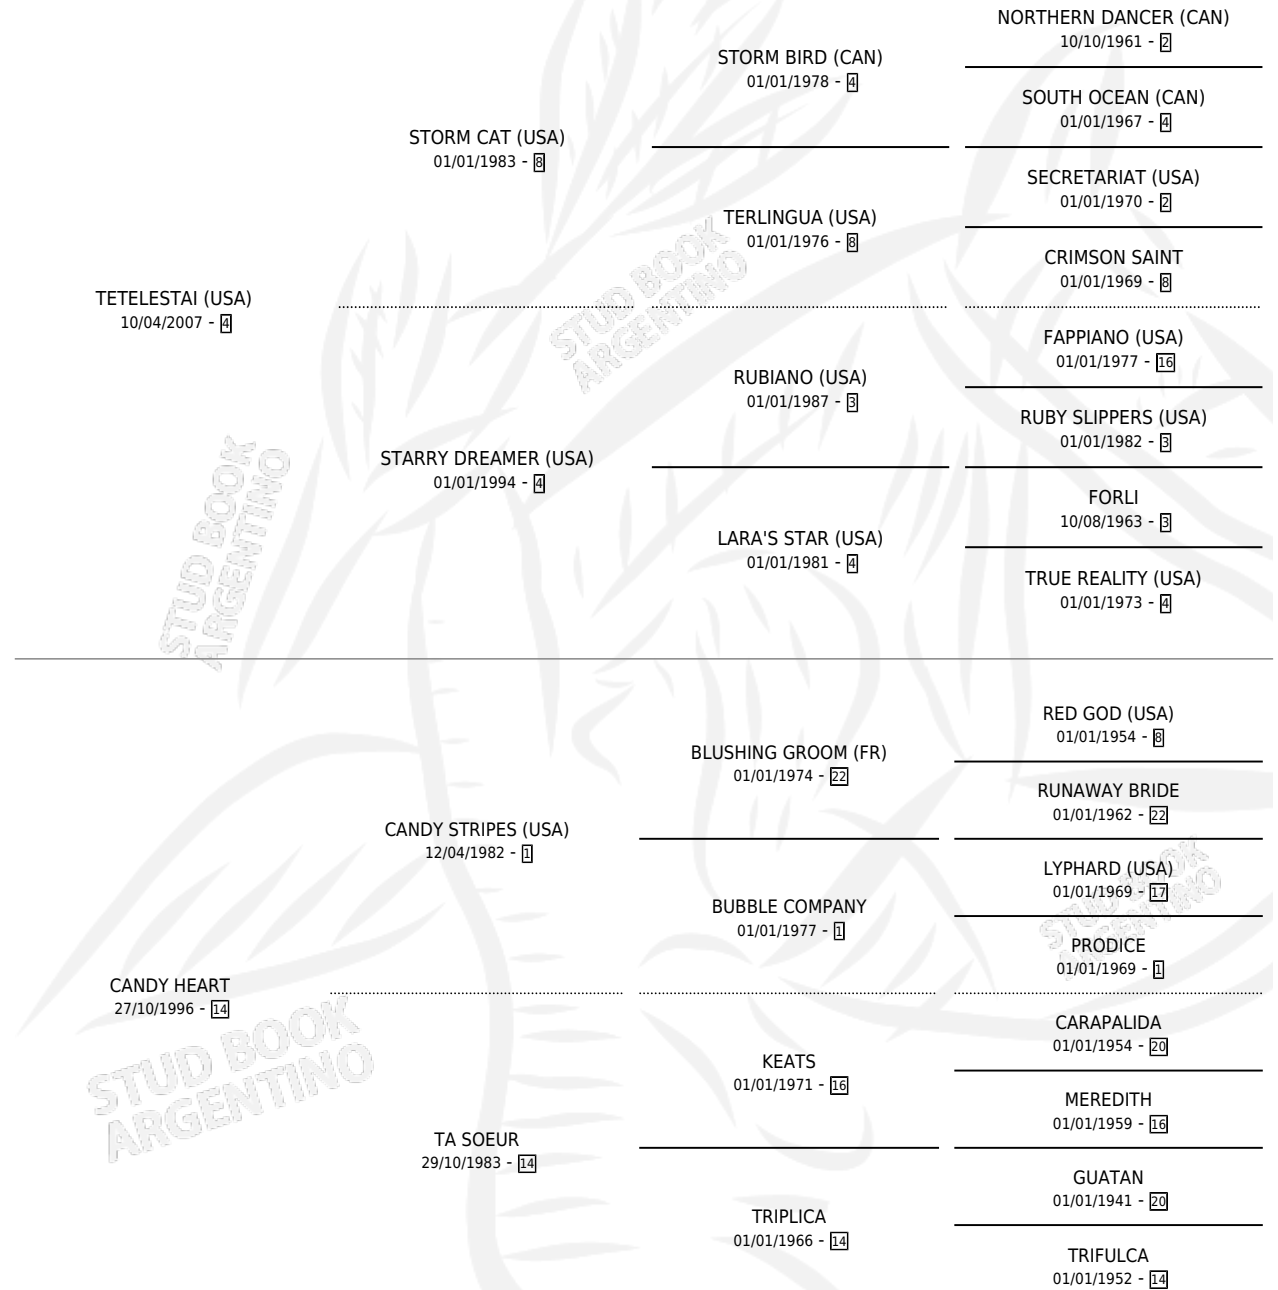 NORTHERN DANCER (CAN)
10/10/1961 - 2
STORM BIRD (CAN)
01/01/1978 - 4
SOUTH OCEAN (CAN)
01/01/1967 - 4
STORM CAT (USA)
01/01/1983 - 8
SECRETARIAT (USA)
01/01/1970 - 2
TERLINGUA (USA)
01/01/1976 - 8
CRIMSON SAINT
01/01/1969 - 8
TETELESTAI (USA)
10/04/2007 - 4
FAPPIANO (USA)
01/01/1977 - 16
RUBIANO (USA)
01/01/1987 - 3
RUBY SLIPPERS (USA)
01/01/1982 - 3
STARRY DREAMER (USA)
01/01/1994 - 4
FORLI
10/08/1963 - 3
LARA'S STAR (USA)
01/01/1981 - 4
TRUE REALITY (USA)
01/01/1973 - 4
RED GOD (USA)
01/01/1954 - 8
BLUSHING GROOM (FR)
01/01/1974 - 22
RUNAWAY BRIDE
01/01/1962 - 22
CANDY STRIPES (USA)
12/04/1982 - 1
LYPHARD (USA)
01/01/1969 - 17
BUBBLE COMPANY
01/01/1977 - 1
PRODICE
01/01/1969 - 1
CANDY HEART
27/10/1996 - 14
CARAPALIDA
01/01/1954 - 20
KEATS
01/01/1971 - 16
MEREDITH
01/01/1959 - 16
TA SOEUR
29/10/1983 - 14
GUATAN
01/01/1941 - 20
TRIPLICA
01/01/1966 - 14
TRIFULCA
01/01/1952 - 14
STUD BOOK
ARGENTINO
STUD BOOK
ARGENTINO
STUD BOOK
ARGENTINO
STUD BOOK
ARGENTINO